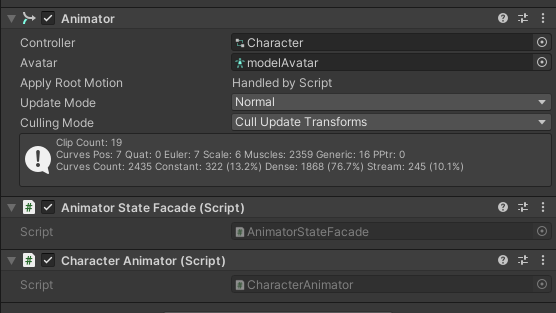 Animator
Controller Character
Avatar modelAvatar
Apply Root Motion Handled by Script
Update Mode Normal
Culling Mode Cull Update Transforms
Clip Count: 19
Curves Pos: 7 Quat: 0 Euler: 7 Scale: 6 Muscles: 2359 Generic: 16 PPtr: 0
Curves Count: 2435 Constant: 322 (13.2%) Dense: 1868 (76.7%) Stream: 245 (10.1%)
# Animator State Facade (Script)
Script AnimatorStateFacade
# Character Animator (Script)
Script CharacterAnimator